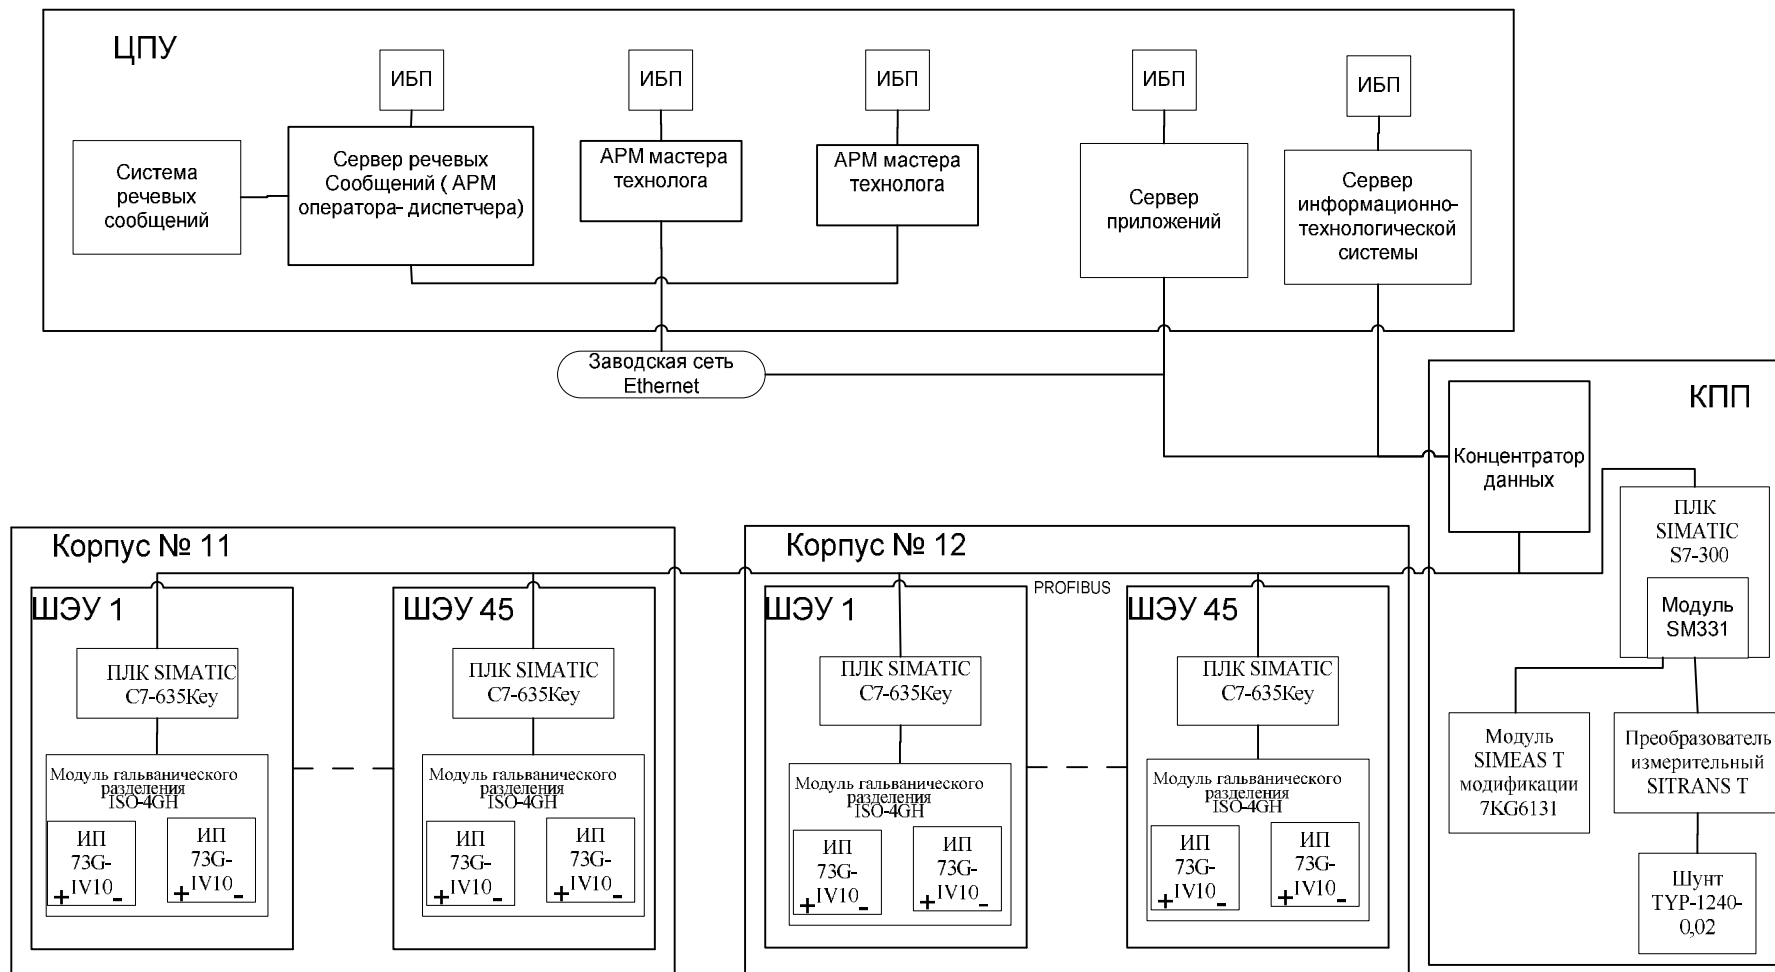 ЦПУ
ИБП
ИБП
ИБП
ИБП
ИБП
Система
речевых
сообщений
Сервер речевых
Сообщений ( АРМ
оператора- диспетчера)
АРМ мастера
технолога
АРМ мастера
технолога
Сервер
приложений
Сервер
информационно-
технологической
системы
Заводская сеть
Ethernet
КПП
Концентратор
данных
ПЛК
SIMATIC
S7-300
Модуль
SM331
Модуль
SIMEAS T
модификации
7KG6131
Преобразователь
измерительный
SITRANS T
Шунт
TYP-1240-
0,02
Корпус № 11
ШЭУ 1
ПЛК SIMATIC
C7-635Key
Модуль гальванического
разделения
ISO-4GH
ИП
73G-
IV10
+ -
ИП
73G-
IV10
+ -
ШЭУ 45
ПЛК SIMATIC
C7-635Key
Модуль гальванического
разделения
ISO-4GH
ИП
73G-
IV10
+ -
ИП
73G-
IV10
+ -
Корпус № 12
PROFIBUS
ШЭУ 1
ПЛК SIMATIC
C7-635Key
Модуль гальванического
разделения
ISO-4GH
ИП
73G-
IV10
+ -
ИП
73G-
IV10
+ -
ШЭУ 45
ПЛК SIMATIC
C7-635Key
Модуль гальванического
разделения
ISO-4GH
ИП
73G-
IV10
+ -
ИП
73G-
IV10
+ -